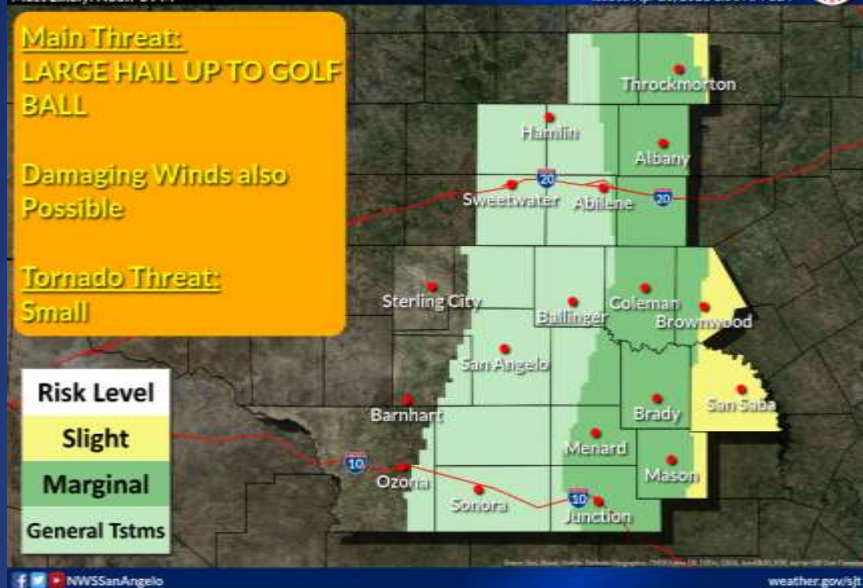 Main Threat:
LARGE HAIL UP TO GOLF
BALL
Damaging Winds also
Possible
Tornado Threat:
Small
Throckmorton
Hamlin
Albany
20
Sweetwater
Abilene
20
Sterling City
Ballinger
Coleman
Brownwood
San Angelo
Barnhart
Brady
San Saba
Menard
10
Ozona
Mason
Sonora
10
Junction
Risk Level
Slight
Marginal
General Tstms
NWSSanAngelo
weather.gov/sjt